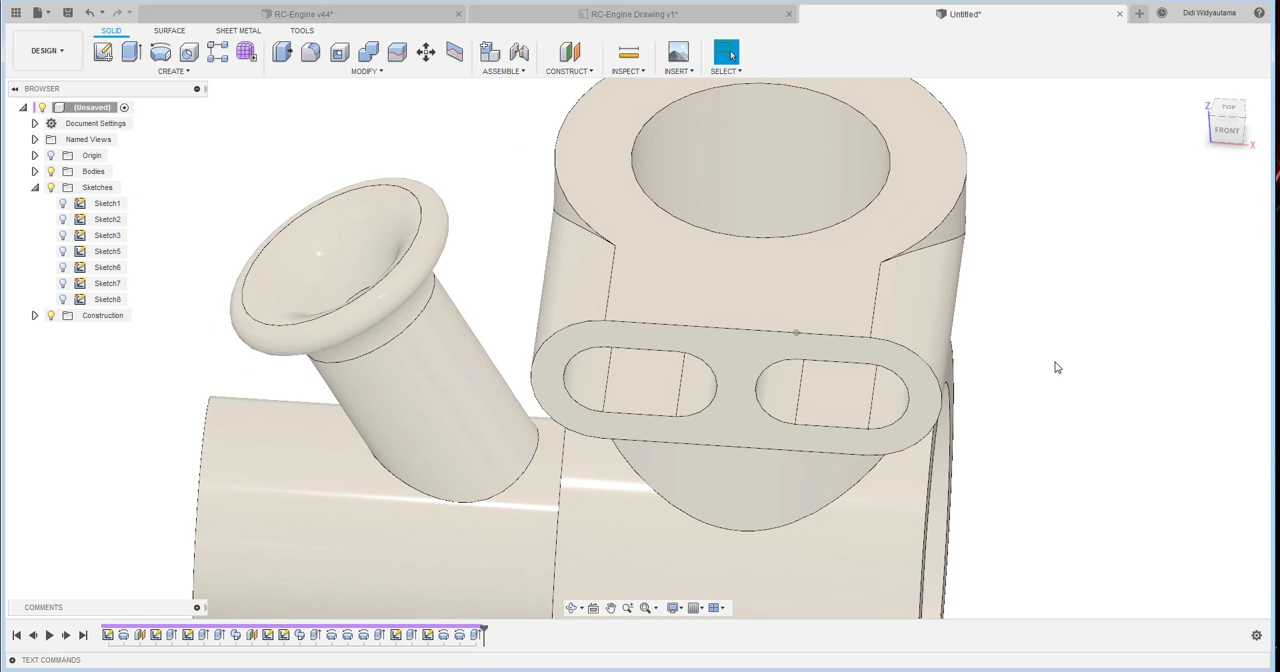 RC-Engine v44*
RC-Engine Drawing v1*
Untitled*
Didi Widyautama
DESIGN
SOLID
SURFACE
SHEET METAL
TOOLS
CREATE
MODIFY
ASSEMBLE
CONSTRUCT
INSPECT
INSERT
SELECT
BROWSER
(Unsaved)
Document Settings
Named Views
Origin
Bodies
Sketches
Sketch1
Sketch2
Sketch3
Sketch5
Sketch6
Sketch7
Sketch8
Construction
Z
TOP
FRONT
X
COMMENTS
TEXT COMMANDS